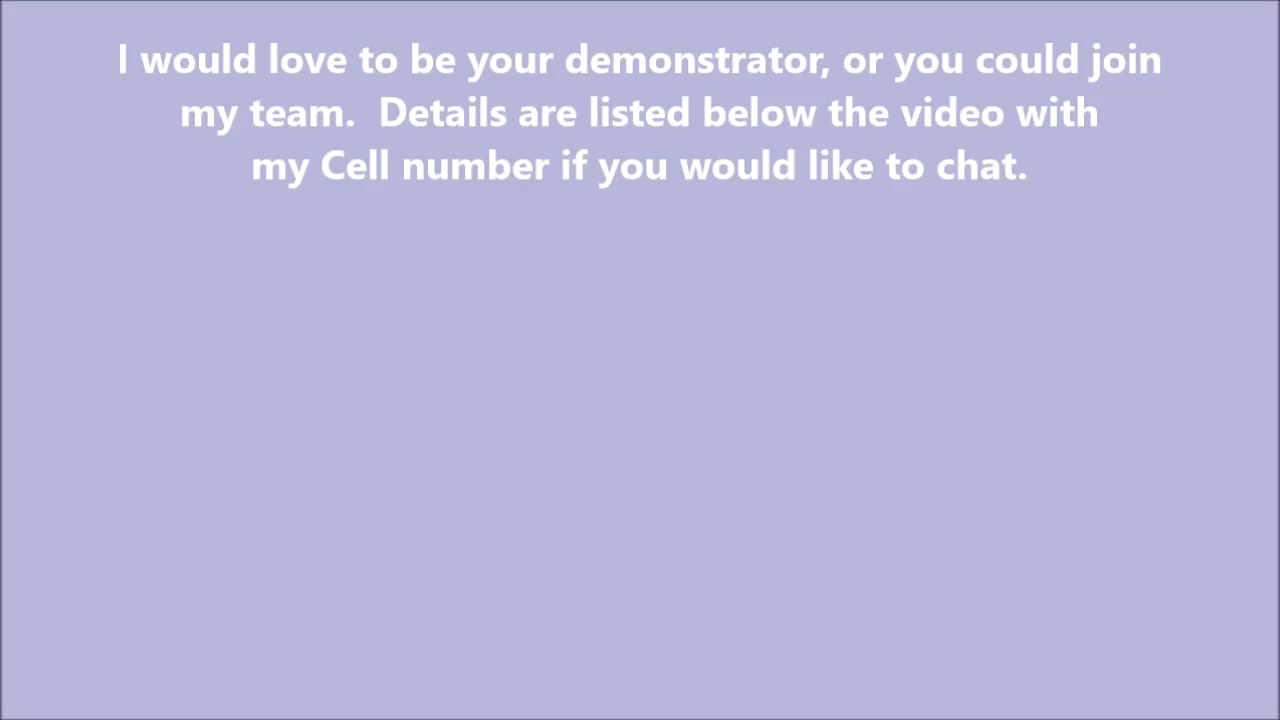 I would love to be your demonstrator, or you could join
my team.  Details are listed below the video with
my Cell number if you would like to chat.